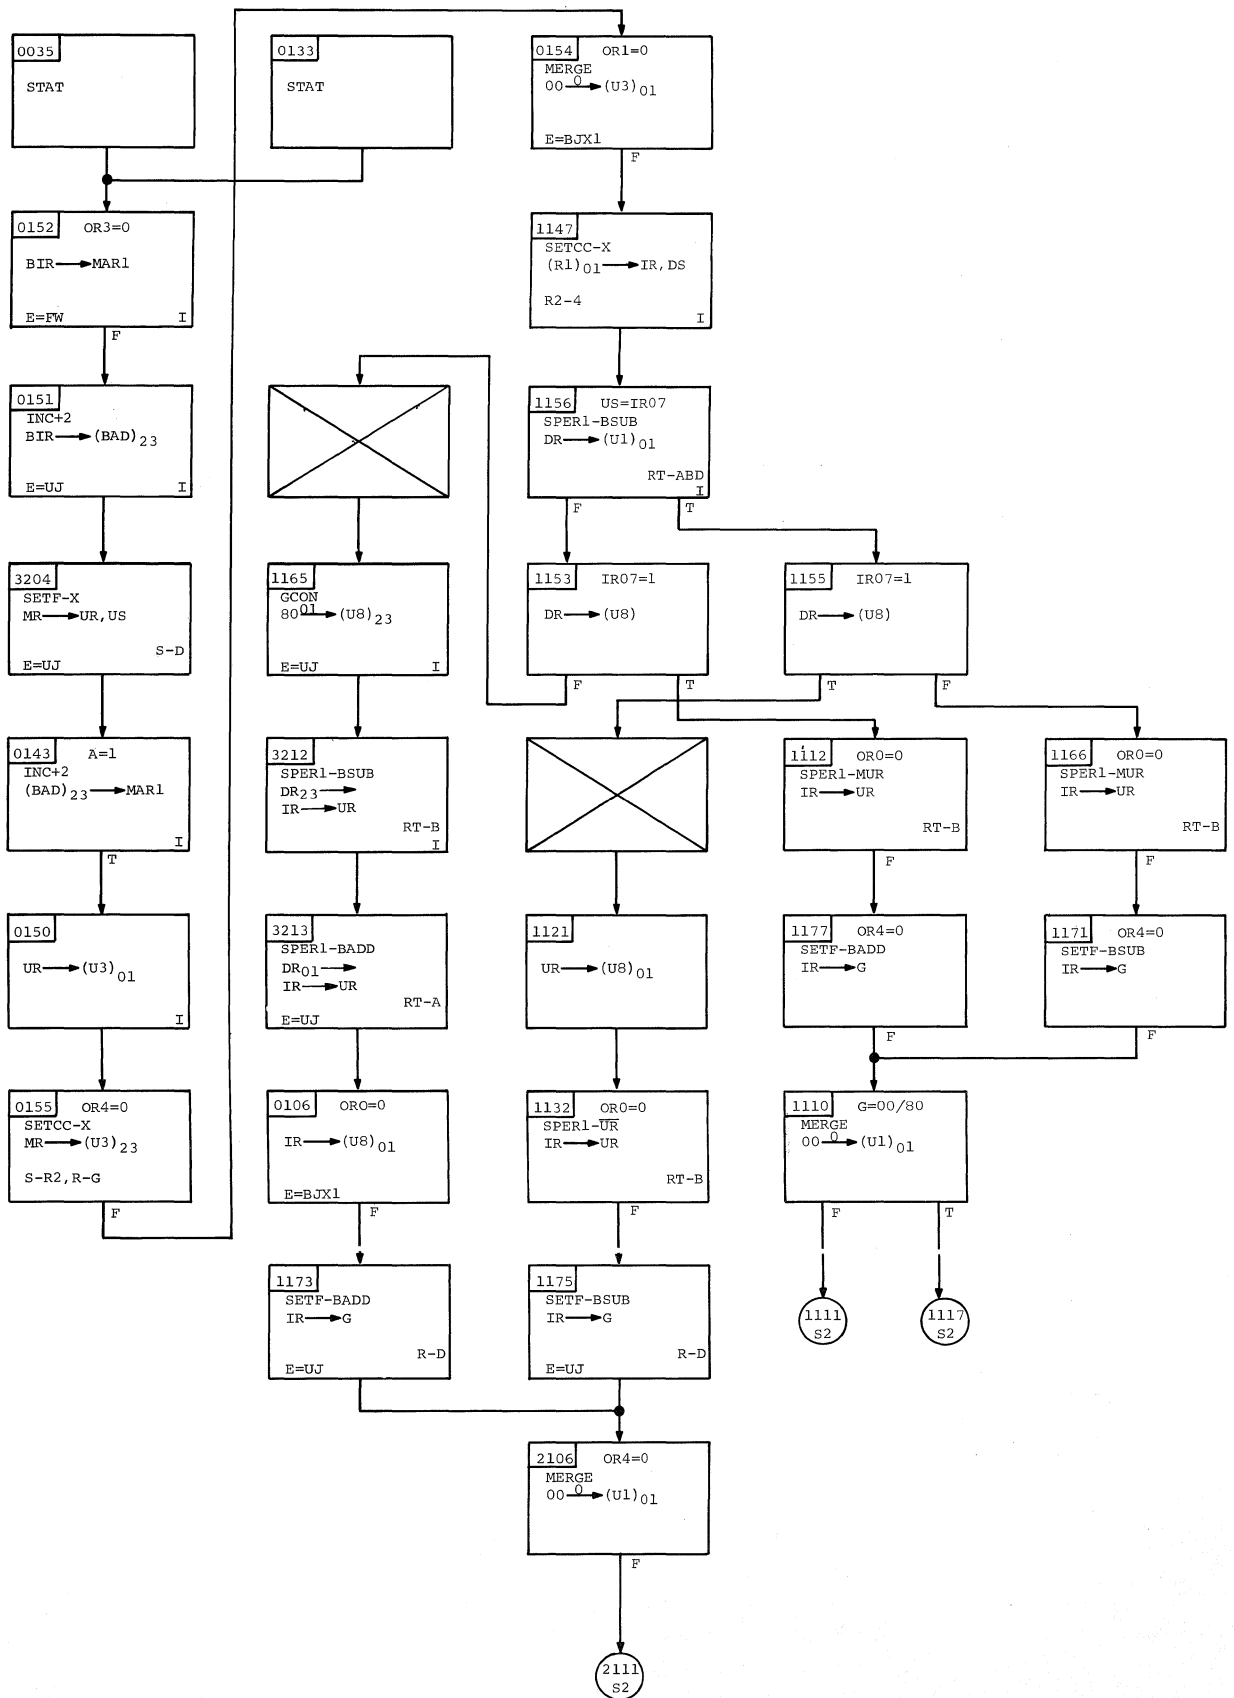 0035
STAT
0133
STAT
0154 OR1=0
MERGE
00 0 (U3)01
E=BJX1
F
0152 OR3=0
BIR MAR1
E=FW I
F
1147
SETCC-X
(R1)01 IR,DS
R2-4
I
0151
INC+2
BIR (BAD)23
E=UJ I
1156 US=IR07
SPER1-BSUB
DR (U1)01
RT-ABD
I
F T
3204
SETF-X
MR UR,US
S-D
E=UJ
1165
GCON
80 01 (U8)23
E=UJ I
1153 IR07=1
DR (U8)
F T
1155 IR07=1
DR (U8)
T F
0143 A=1
INC+2
(BAD)23 MAR1
I
T
3212
SPER1-BSUB
DR23
IR UR
RT-B
I
1112 OR0=0
SPER1-MUR
IR UR
RT-B
F
1166 OR0=0
SPER1-MUR
IR UR
RT-B
F
0150
UR (U3)01
I
3213
SPER1-BADD
DR01
IR UR
RT-A
E=UJ
1121
UR (U8)01
1177 OR4=0
SETF-BADD
IR G
F
1171 OR4=0
SETF-BSUB
IR G
F
0155 OR4=0
SETCC-X
MR (U3)23
S-R2,R-G
F
0106 OR0=0
IR (U8)01
E=BJX1
F
1132 OR0=0
SPER1-U̅R̅
IR UR
RT-B
F
1110 G=00/80
MERGE
00 0 (U1)01
F T
1173
SETF-BADD
IR G
R-D
E=UJ
1175
SETF-BSUB
IR G
R-D
E=UJ
1111
S2
1117
S2
2106 OR4=0
MERGE
00 0 (U1)01
F
2111
S2